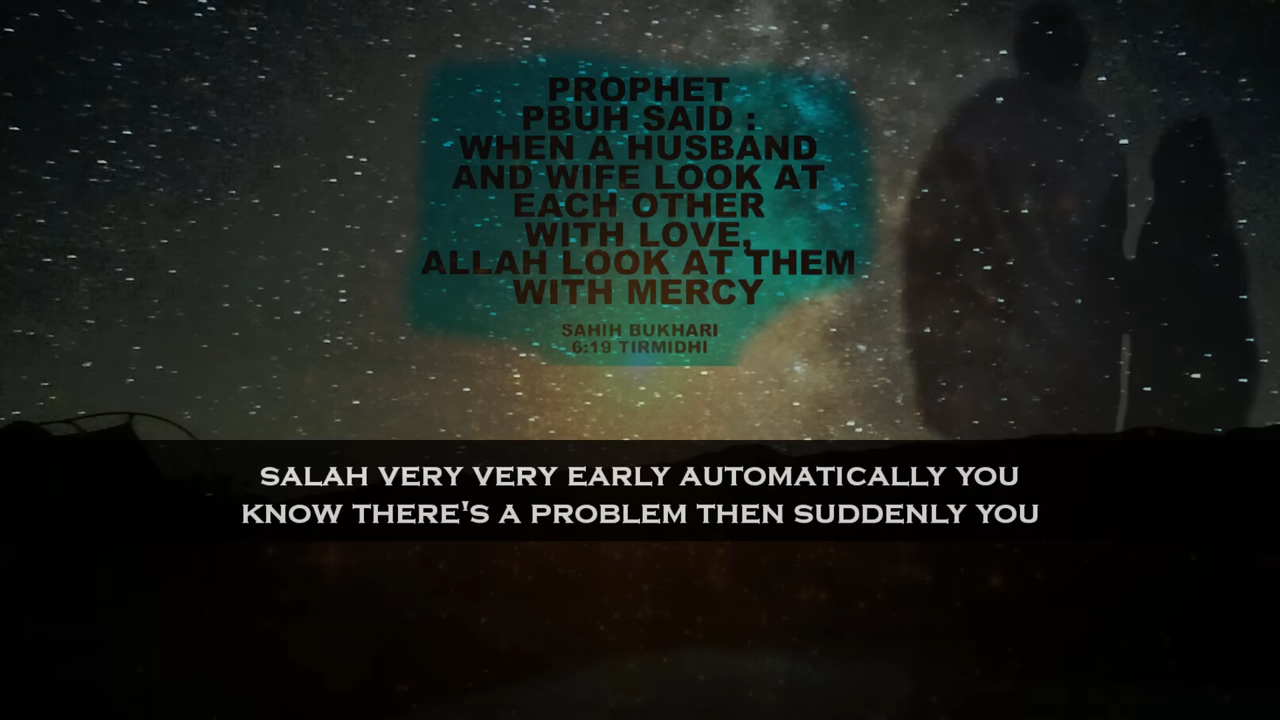 PROPHET
PBUH SAID :
WHEN A HUSBAND
AND WIFE LOOK AT
EACH OTHER
WITH LOVE,
ALLAH LOOK AT THEM
WITH MERCY
SAHIH BUKHARI
6:19 TIRMIDHI
SALAH VERY VERY EARLY AUTOMATICALLY YOU
KNOW THERE'S A PROBLEM THEN SUDDENLY YOU